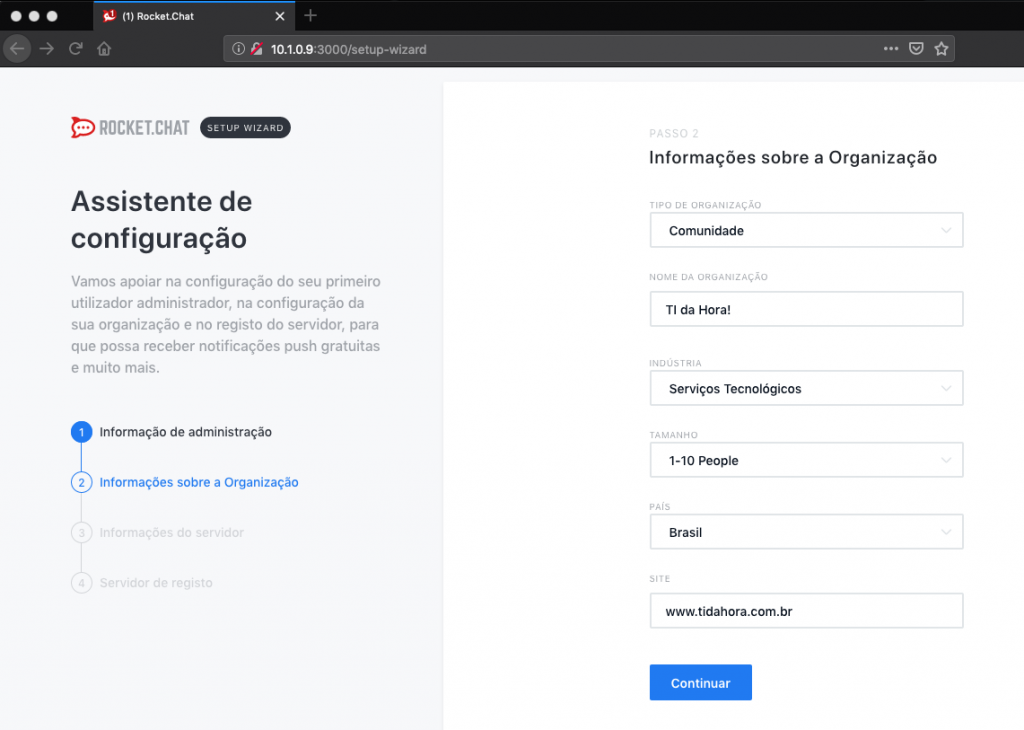 (1) Rocket.Chat
10.1.0.9:3000/setup-wizard
ROCKET.CHAT SETUP WIZARD
Assistente de
configuração
Vamos apoiar na configuração do seu primeiro
utilizador administrador, na configuração da
sua organização e no registo do servidor, para
que possa receber notificações push gratuitas
e muito mais.
1 Informação de administração
2 Informações sobre a Organização
3 Informações do servidor
4 Servidor de registo
PASSO 2
Informações sobre a Organização
TIPO DE ORGANIZAÇÃO
Comunidade
NOME DA ORGANIZAÇÃO
TI da Hora!
INDÚSTRIA
Serviços Tecnológicos
TAMANHO
1-10 People
PAÍS
Brasil
SITE
www.tidahora.com.br
Continuar